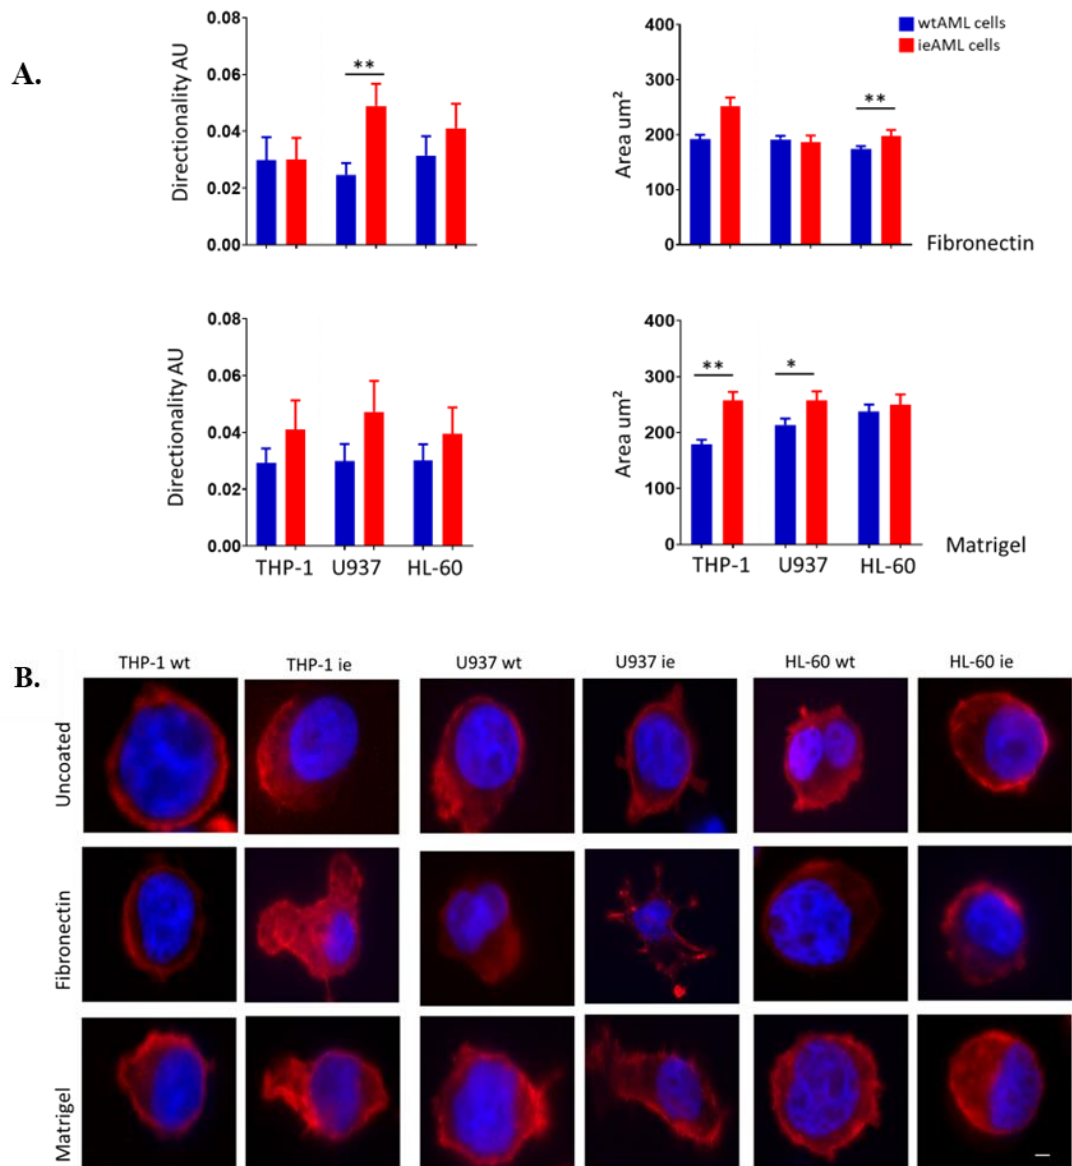 A.
Directionality AU
0.08
0.06
0.04
0.02
0.00
**
Area um²
400
300
200
100
0
**
wtAML cells
ieAML cells
Fibronectin
Directionality AU
0.08
0.06
0.04
0.02
0.00
THP-1 U937 HL-60
Area um²
400
300
200
100
0
** *
THP-1 U937 HL-60
Matrigel
B.
THP-1 wt THP-1 ie U937 wt U937 ie HL-60 wt HL-60 ie
Uncoated
Fibronectin
Matrigel